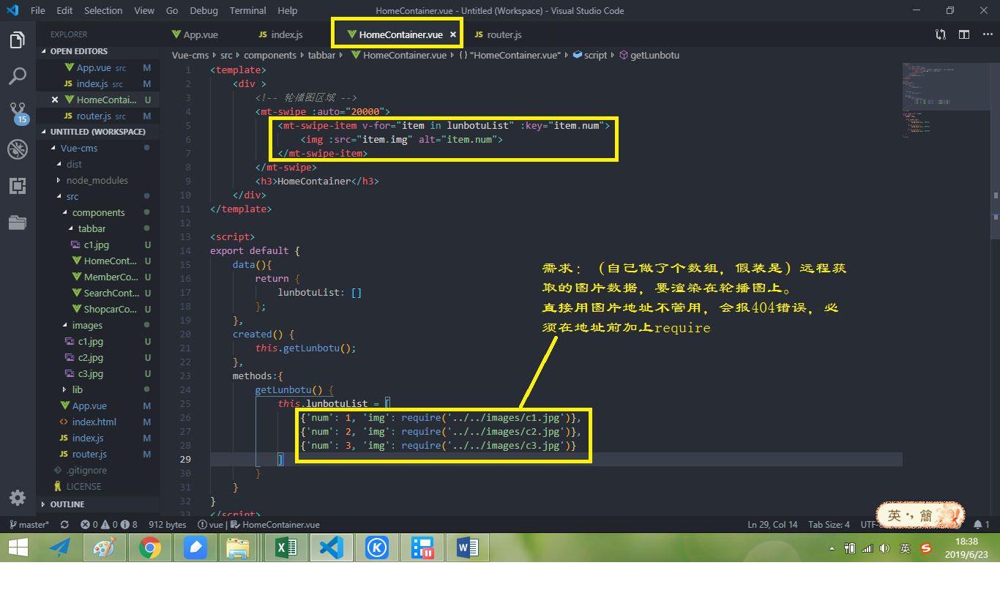 File Edit Selection View Go Debug Terminal Help HomeContainer.vue - Untitled (Workspace) - Visual Studio Code
EXPLORER
OPEN EDITORS
App.vue src M
JS index.js src M
HomeContai... U
JS router.js src M
UNTITLED (WORKSPACE)
Vue-cms
dist
node_modules
src
components
tabbar
c1.jpg U
HomeCont... U
MemberCo... U
SearchCont... U
ShopcarCo... U
images
c1.jpg U
c2.jpg U
c3.jpg U
lib
App.vue M
<> index.html M
JS index.js M
JS router.js M
.gitignore
LICENSE
OUTLINE
15
App.vue JS index.js HomeContainer.vue × JS router.js
Vue-cms src components tabbar HomeContainer.vue {} "HomeContainer.vue" script getLunbotu
1 <template>
2 <div >
3 <!-- 轮播图区域 -->
4 <mt-swipe :auto="20000">
5 <mt-swipe-item v-for="item in lunbotuList" :key="item.num">
6 <img :src="item.img" alt="item.num">
7 </mt-swipe-item>
8 </mt-swipe>
9 <h3>HomeContainer</h3>
10 </div>
11 </template>
12
13 <script>
14 export default {
15 data(){
16 return {
17 lunbotuList: []
18 };
19 },
20 created() {
21 this.getLunbotu();
22 },
23 methods:{
24 getLunbotu() {
25 this.lunbotuList = [
26 {'num': 1, 'img': require('../../images/c1.jpg')},
27 {'num': 2, 'img': require('../../images/c2.jpg')},
28 {'num': 3, 'img': require('../../images/c3.jpg')}
29 ]
30 }
31 }
32 }
33 </script>
需求：（自己做了个数组，假装是）远程获
取的图片数据，要渲染在轮播图上。
直接用图片地址不管用，会报404错误，必
须在地址前加上require
master* 0 0 8 912 bytes vue HomeContainer.vue Ln 29, Col 14 Tab Size: 4 1
英 简
英
18:38
2019/6/23